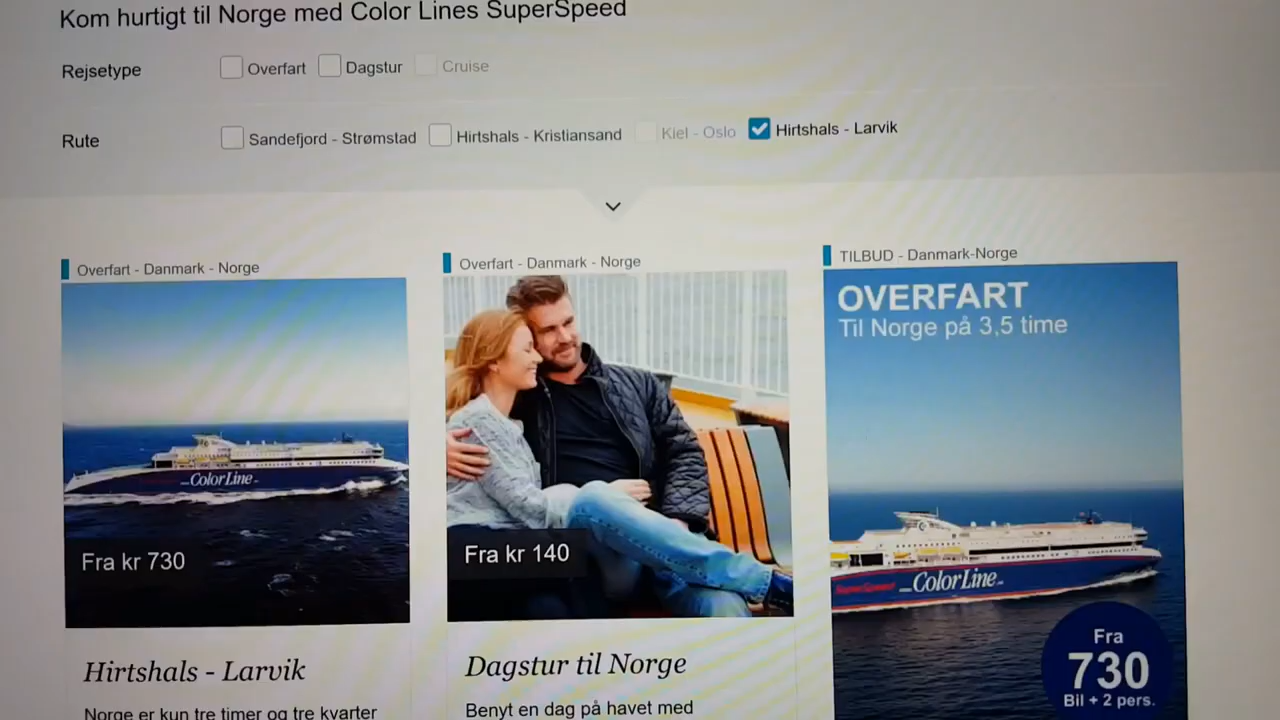 Kom hurtigt til Norge med Color Lines SuperSpeed
Rejsetype Overfart Dagstur Cruise
Rute Sandefjord - Strømstad Hirtshals - Kristiansand Kiel - Oslo Hirtshals - Larvik
Overfart - Danmark - Norge
ColorLine
Fra kr 730
Hirtshals - Larvik
Norge er kun tre timer og tre kvarter
Overfart - Danmark - Norge
Fra kr 140
Dagstur til Norge
Benyt en dag på havet med
TILBUD - Danmark-Norge
OVERFART
Til Norge på 3,5 time
SuperSpeed ColorLine
Fra
730
Bil + 2 pers.